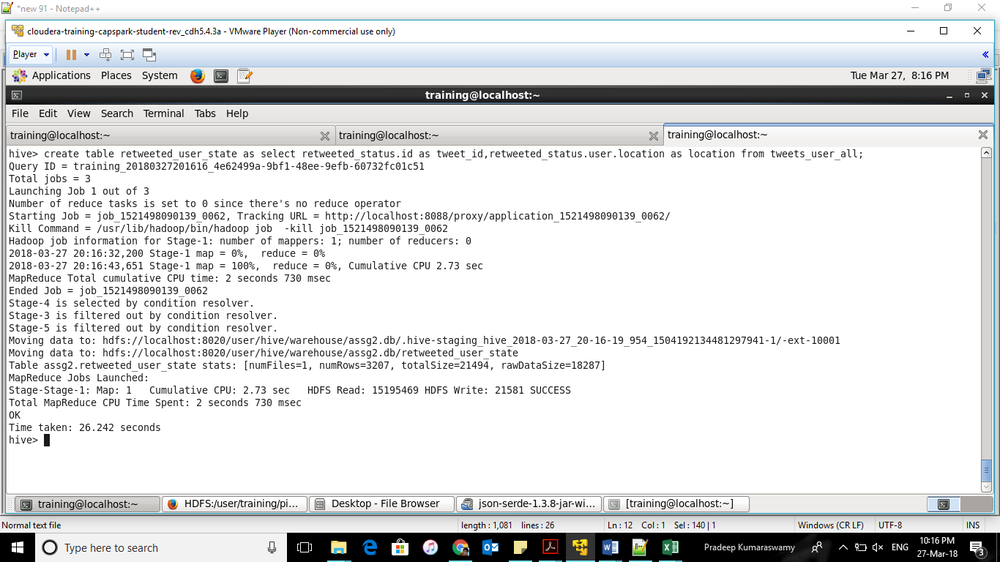 *new 91 - Notepad++
cloudera-training-capspark-student-rev_cdh5.4.3a - VMware Player (Non-commercial use only)
Player
Applications Places System Tue Mar 27, 8:16 PM
training@localhost:~
File Edit View Search Terminal Tabs Help
training@localhost:~ training@localhost:~ training@localhost:~
hive> create table retweeted_user_state as select retweeted_status.id as tweet_id,retweeted_status.user.location as location from tweets_user_all;
Query ID = training_20180327201616_4e62499a-9bf1-48ee-9efb-60732fc01c51
Total jobs = 3
Launching Job 1 out of 3
Number of reduce tasks is set to 0 since there's no reduce operator
Starting Job = job_1521498090139_0062, Tracking URL = http://localhost:8088/proxy/application_1521498090139_0062/
Kill Command = /usr/lib/hadoop/bin/hadoop job  -kill job_1521498090139_0062
Hadoop job information for Stage-1: number of mappers: 1; number of reducers: 0
2018-03-27 20:16:32,200 Stage-1 map = 0%,  reduce = 0%
2018-03-27 20:16:43,651 Stage-1 map = 100%,  reduce = 0%, Cumulative CPU 2.73 sec
MapReduce Total cumulative CPU time: 2 seconds 730 msec
Ended Job = job_1521498090139_0062
Stage-4 is selected by condition resolver.
Stage-3 is filtered out by condition resolver.
Stage-5 is filtered out by condition resolver.
Moving data to: hdfs://localhost:8020/user/hive/warehouse/assg2.db/.hive-staging_hive_2018-03-27_20-16-19_954_1504192134481297941-1/-ext-10001
Moving data to: hdfs://localhost:8020/user/hive/warehouse/assg2.db/retweeted_user_state
Table assg2.retweeted_user_state stats: [numFiles=1, numRows=3207, totalSize=21494, rawDataSize=18287]
MapReduce Jobs Launched:
Stage-Stage-1: Map: 1   Cumulative CPU: 2.73 sec   HDFS Read: 15195469 HDFS Write: 21581 SUCCESS
Total MapReduce CPU Time Spent: 2 seconds 730 msec
OK
Time taken: 26.242 seconds
hive>
training@localhost:~ HDFS:/user/training/pi... Desktop - File Browser json-serde-1.3.8-jar-wi... [training@localhost:~]
Normal text file length : 1,081 lines : 26 Ln : 12 Col : 1 Sel : 140 | 1 Windows (CR LF) UTF-8 INS
Type here to search Pradeep Kumaraswamy ENG 10:16 PM
27-Mar-18 3